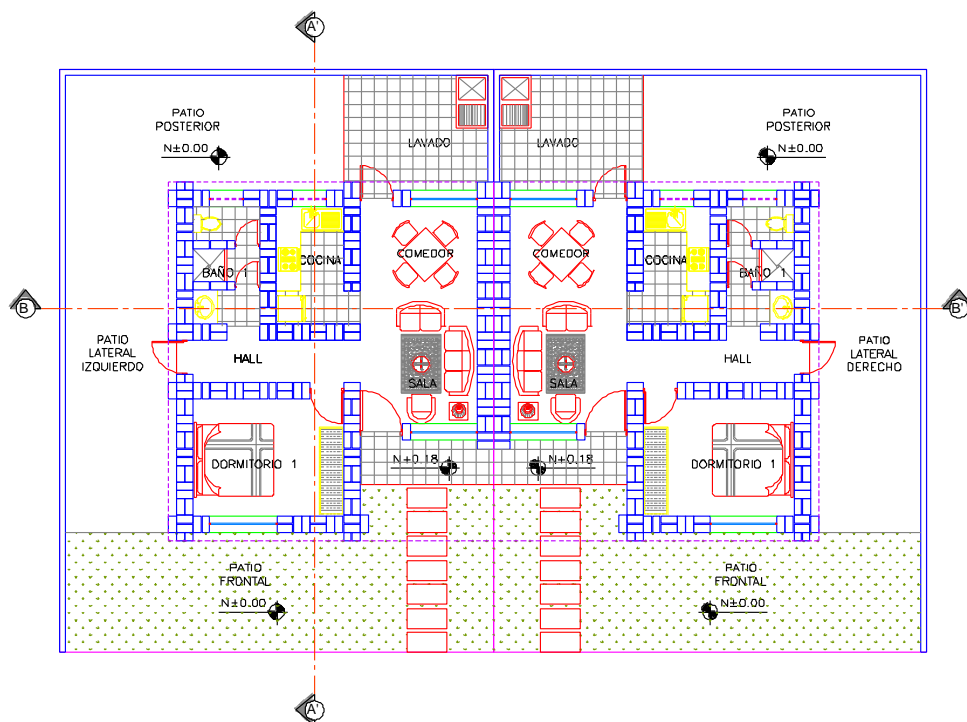 A'
PATIO
POSTERIOR
N±0.00
LAVADO
LAVADO
PATIO
POSTERIOR
N±0.00
BAÑO 1
COCINA
COMEDOR
COMEDOR
COCINA
BAÑO 1
B
B'
PATIO
LATERAL
IZQUIERDO
HALL
SALA
SALA
HALL
PATIO
LATERAL
DERECHO
DORMITORIO 1
N+0.18
N+0.18
DORMITORIO 1
PATIO
FRONTAL
N±0.00
PATIO
FRONTAL
N±0.00
A'